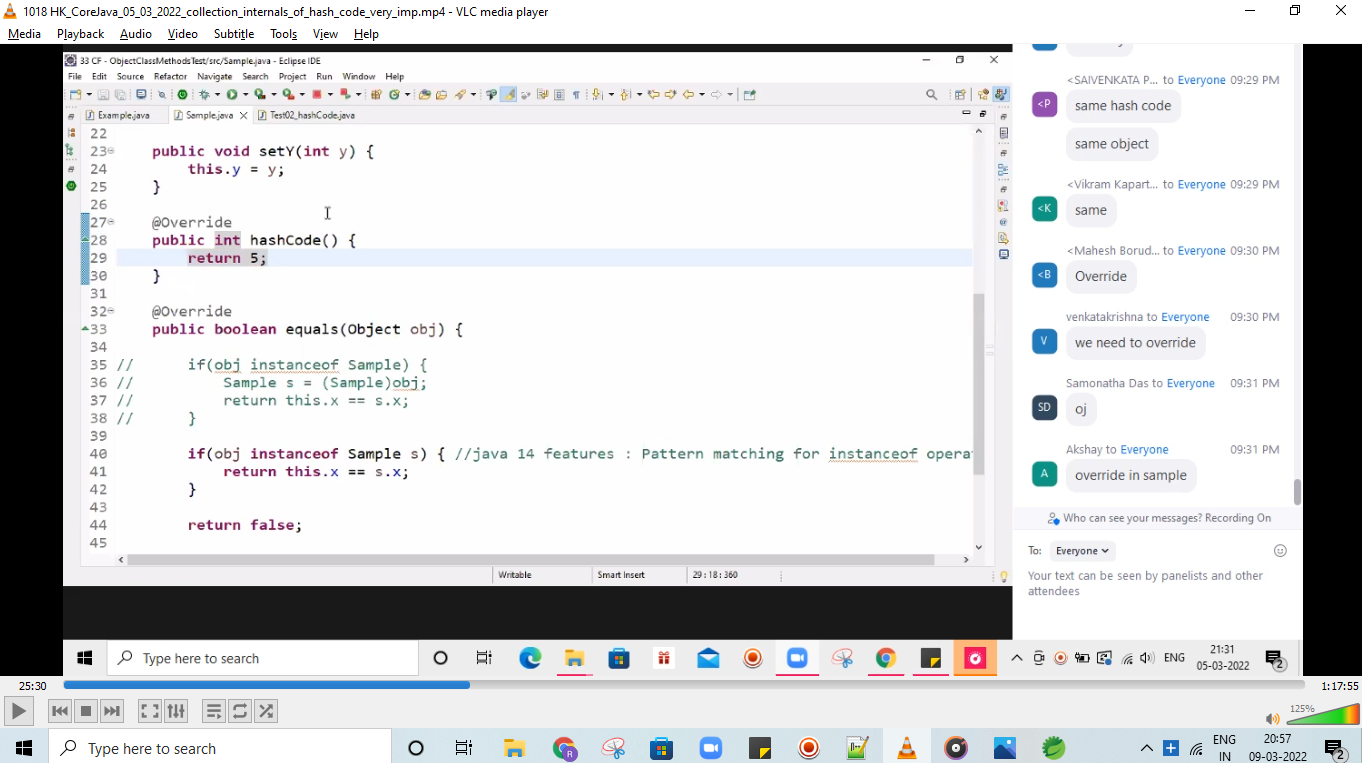 1018 HK_CoreJava_05_03_2022_collection_internals_of_hash_code_very_imp.mp4 - VLC media player
Media Playback Audio Video Subtitle Tools View Help
33 CF - ObjectClassMethodsTest/src/Sample.java - Eclipse IDE
File Edit Source Refactor Navigate Search Project Run Window Help
Example.java Sample.java Test02_hashCode.java
22
23 public void setY(int y) {
24 this.y = y;
25 }
26
27 @Override
28 public int hashCode() {
29 return 5;
30 }
31
32 @Override
33 public boolean equals(Object obj) {
34
35 // if(obj instanceof Sample) {
36 // Sample s = (Sample)obj;
37 // return this.x == s.x;
38 // }
39
40 if(obj instanceof Sample s) { //java 14 features : Pattern matching for instanceof opera
41 return this.x == s.x;
42 }
43
44 return false;
45
Writable Smart Insert 29 : 18 : 360
<SAIVENKATA P... to Everyone 09:29 PM
<P same hash code
same object
<Vikram Kapart... to Everyone 09:29 PM
<K same
<Mahesh Borud... to Everyone 09:30 PM
<B Override
venkatakrishna to Everyone 09:30 PM
V we need to override
Samonatha Das to Everyone 09:31 PM
SD oj
Akshay to Everyone 09:31 PM
A override in sample
Who can see your messages? Recording On
To: Everyone
Your text can be seen by panelists and other
attendees
Type here to search
ENG
21:31
05-03-2022
2
25:30 1:17:55
125%
Type here to search
R
ENG
IN
20:57
09-03-2022
2